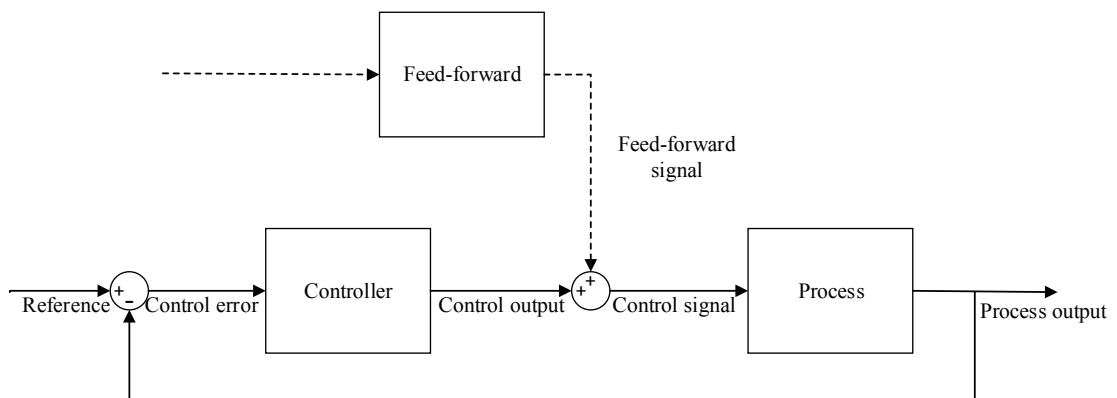 Feed-forward
Feed-forward
signal
+
-
+
+
Controller
Process
Reference
Control error
Control output
Control signal
Process output